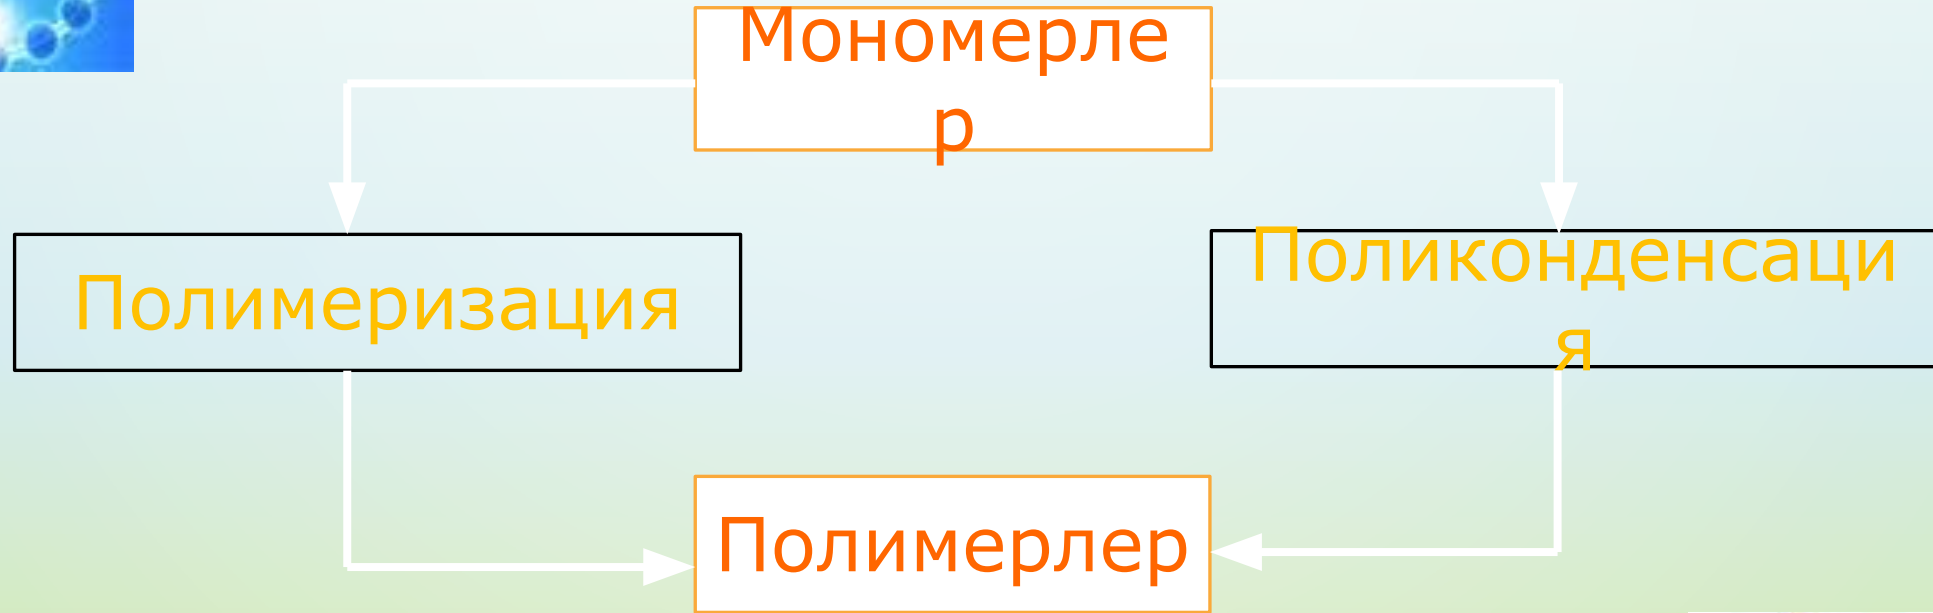 Мономерле
р
Полимеризация
Поликонденсаци
я
Полимерлер